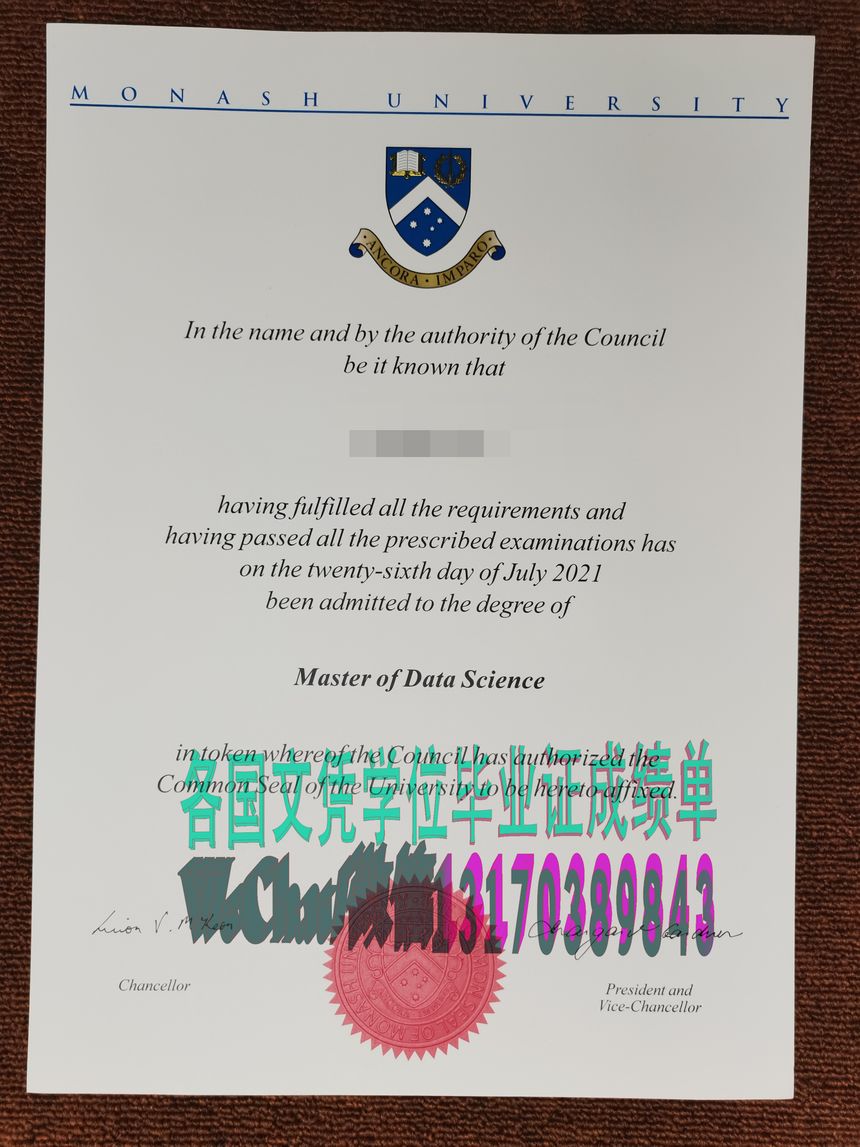 MONASH UNIVERSITY
ANCORA IMPARO
In the name and by the authority of the Council
be it known that
having fulfilled all the requirements and
having passed all the prescribed examinations has
on the twenty-sixth day of July 2021
been admitted to the degree of
Master of Data Science
in token whereof the Council has authorized the
Common Seal of the University to be hereto affixed.
各国文凭学位毕业证成绩单
WeChat微信13170389843
Chancellor
President and
Vice-Chancellor